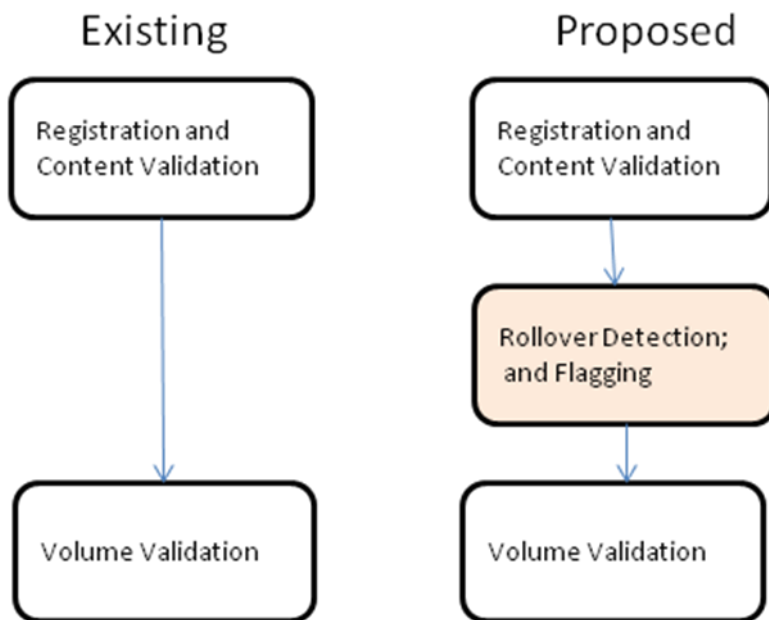 Existing
Registration and
Content Validation
Volume Validation
Proposed
Registration and
Content Validation
Rollover Detection;
and Flagging
Volume Validation